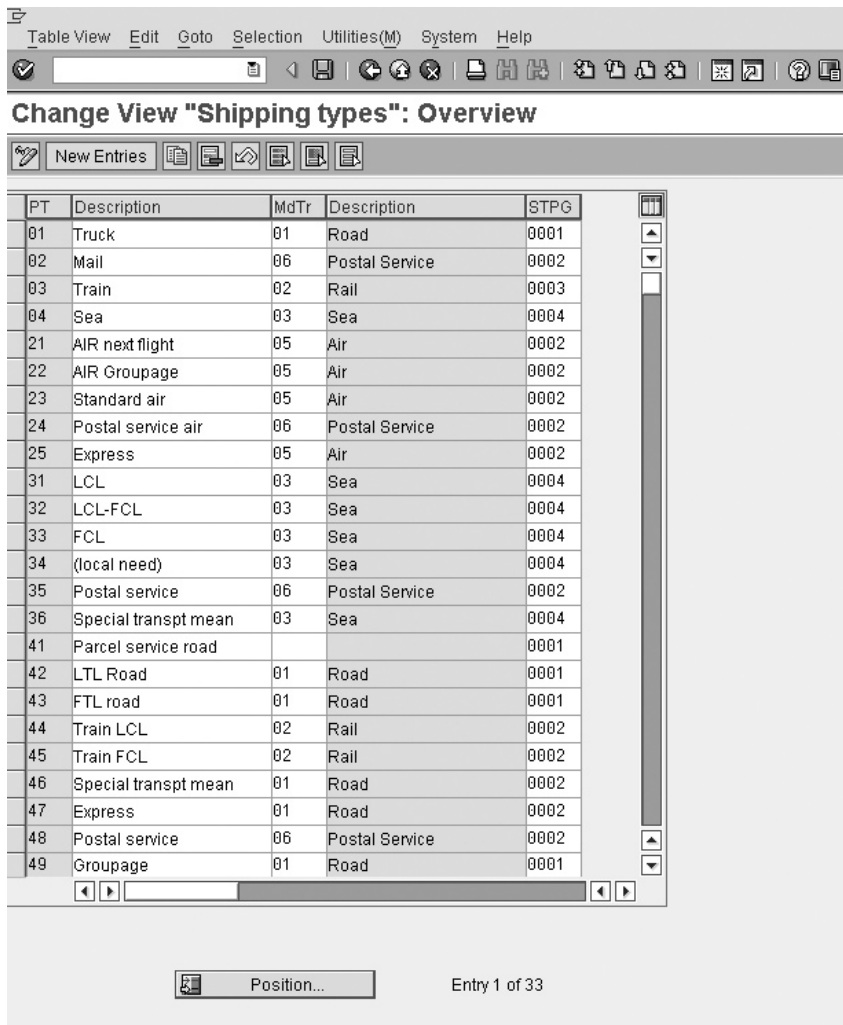 Table View Edit Goto Selection Utilities(M) System Help
Change View "Shipping types": Overview
New Entries
PT Description MdTr Description STPG
01 Truck 01 Road 0001
02 Mail 06 Postal Service 0002
03 Train 02 Rail 0003
04 Sea 03 Sea 0004
21 AIR next flight 05 Air 0002
22 AIR Groupage 05 Air 0002
23 Standard air 05 Air 0002
24 Postal service air 06 Postal Service 0002
25 Express 05 Air 0002
31 LCL 03 Sea 0004
32 LCL-FCL 03 Sea 0004
33 FCL 03 Sea 0004
34 (local need) 03 Sea 0004
35 Postal service 06 Postal Service 0002
36 Special transpt mean 03 Sea 0004
41 Parcel service road 0001
42 LTL Road 01 Road 0001
43 FTL road 01 Road 0001
44 Train LCL 02 Rail 0002
45 Train FCL 02 Rail 0002
46 Special transpt mean 01 Road 0002
47 Express 01 Road 0002
48 Postal service 06 Postal Service 0002
49 Groupage 01 Road 0001
Position... Entry 1 of 33